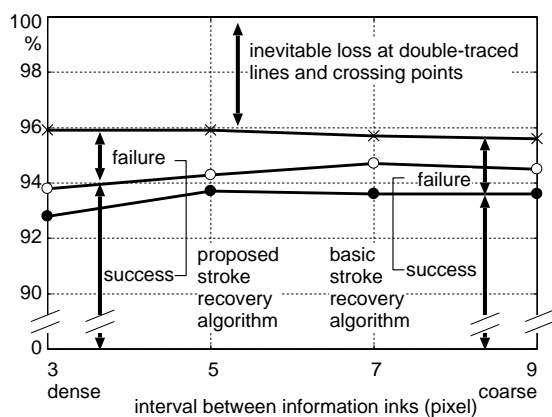 100
%
inevitable loss at double-traced
lines and crossing points
98
96
failure
failure
94
92
success
proposed
stroke
recovery
algorithm
basic
stroke
recovery
algorithm
success
90
0
3
5
7
9
dense
coarse
interval between information inks (pixel)